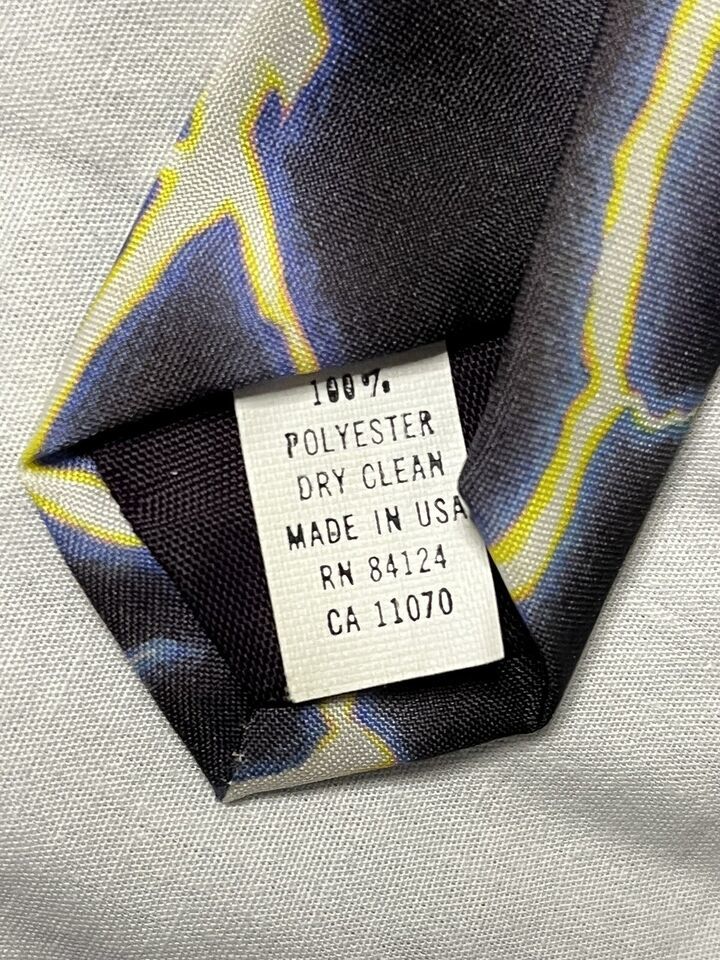 100%
POLYESTER
DRY CLEAN
MADE IN USA
RN 84124
CA 11070